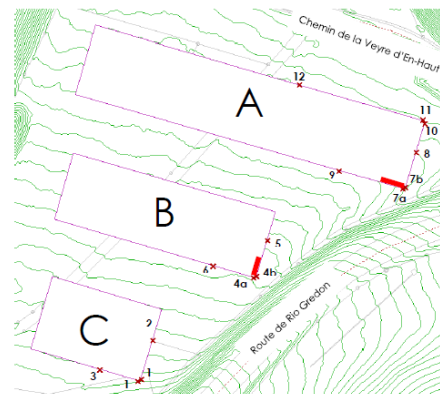 Chemin de la Veyre d'En-Haut
12
A
11
10
8
9
7b
7a
B
5
6
4b
4a
Route de Rio Gredon
C
2
3
1
1